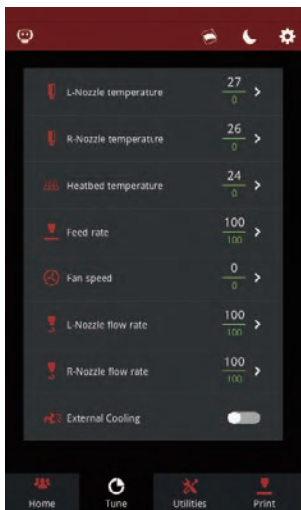 L-Nozzle temperature
27
0
R-Nozzle temperature
26
0
Heatbed temperature
24
0
Feed rate
100
100
Fan speed
0
0
L-Nozzle flow rate
100
100
R-Nozzle flow rate
100
100
External Cooling
Home Tune Utilities Print